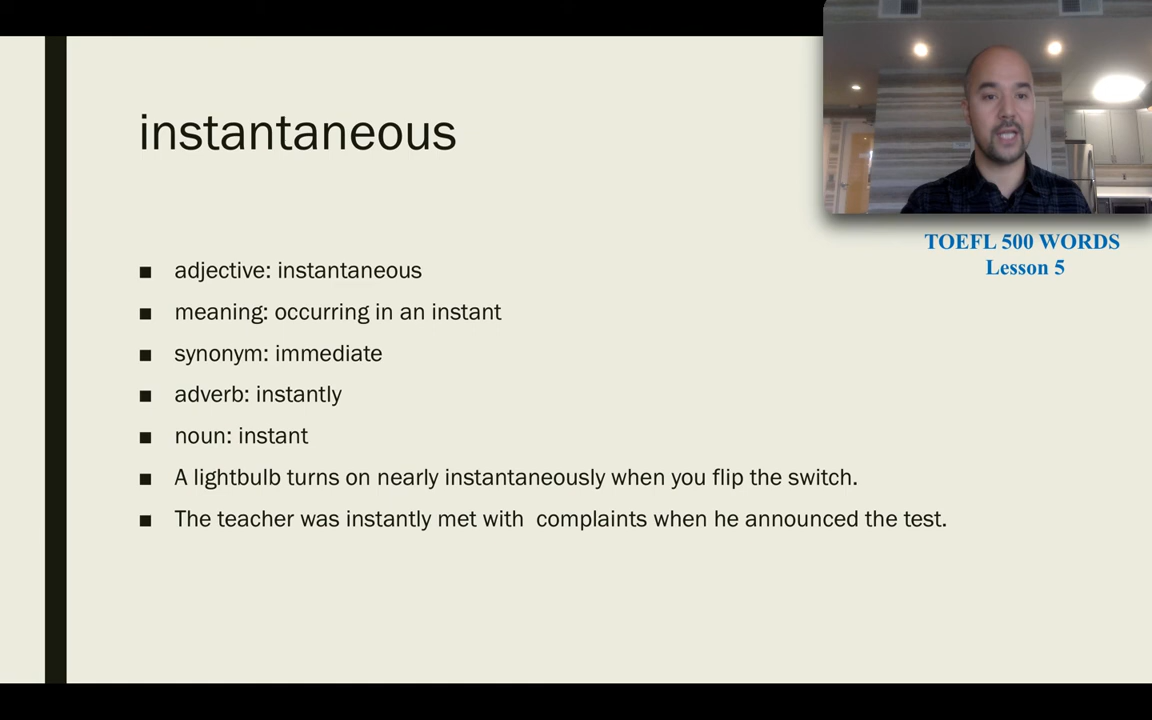 instantaneous
TOEFL 500 WORDS
Lesson 5
■ adjective: instantaneous
■ meaning: occurring in an instant
■ synonym: immediate
■ adverb: instantly
■ noun: instant
■ A lightbulb turns on nearly instantaneously when you flip the switch.
■ The teacher was instantly met with  complaints when he announced the test.